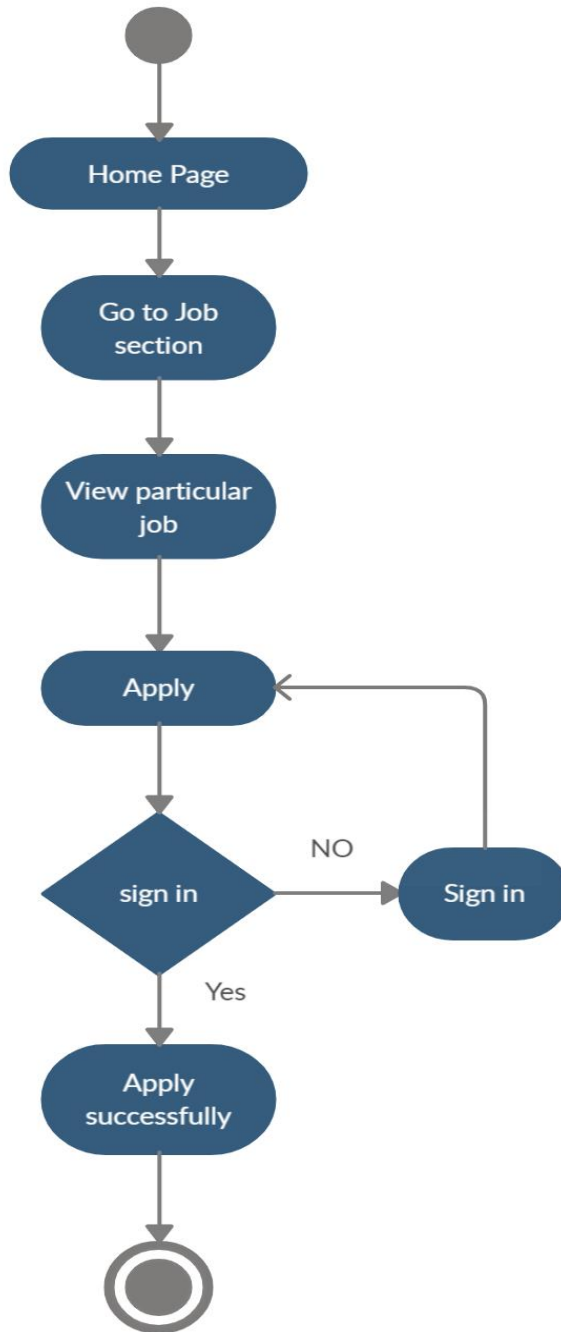 Home Page
Go to Job
section
View particular
job
Apply
NO
sign in
Sign in
Yes
Apply
successfully